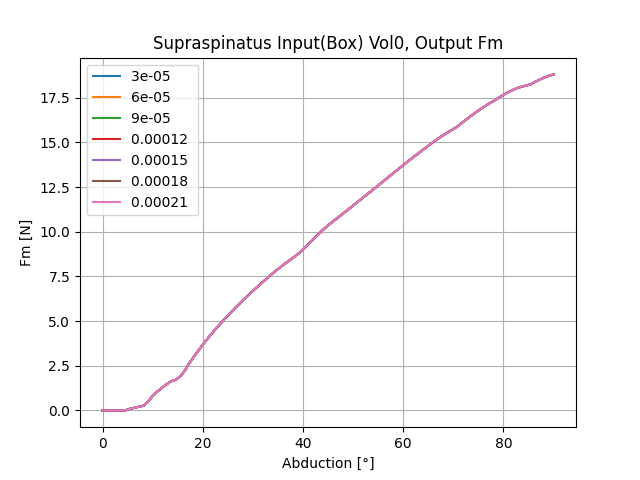 Supraspinatus Input(Box) Vol0, Output Fm
3e-05
6e-05
9e-05
0.00012
0.00015
0.00018
0.00021
17.5
15.0
12.5
10.0
7.5
5.0
2.5
0.0
Fm [N]
0 20 40 60 80
Abduction [°]